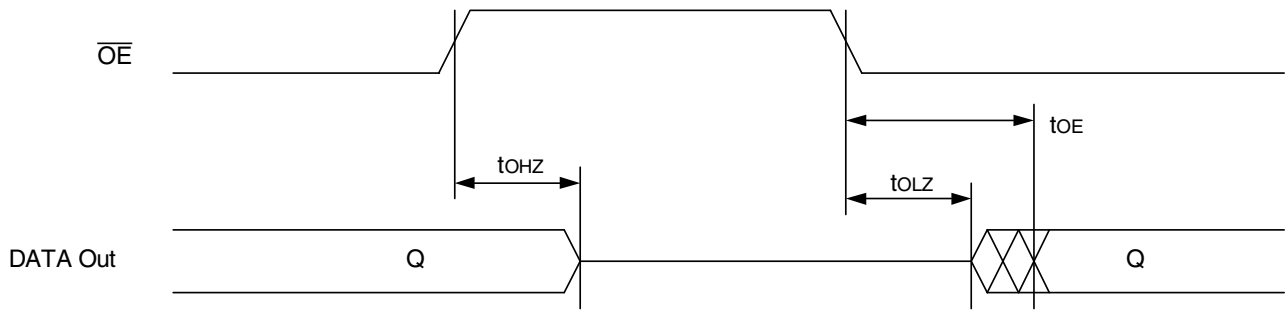 OE
tOE
tOHZ
tOLZ
DATA Out
Q
Q